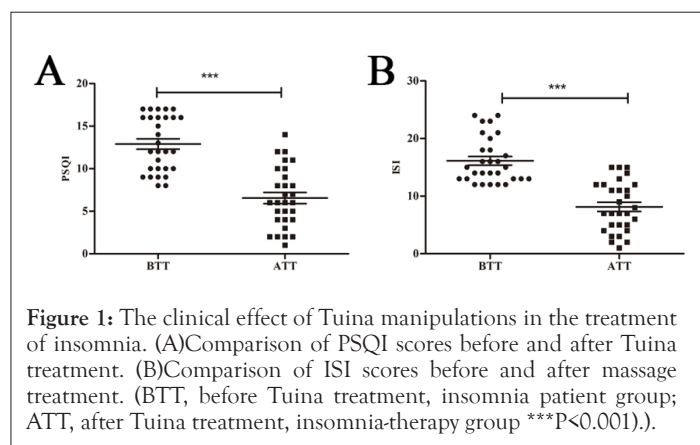 A
B
***
***
20
15
10
5
0
PSQI
BTT
ATT
30
20
10
0
ISI
BTT
ATT
Figure 1: The clinical effect of Tuina manipulations in the treatment
of insomnia. (A)Comparison of PSQI scores before and after Tuina
treatment. (B)Comparison of ISI scores before and after massage
treatment. (BTT, before Tuina treatment, insomnia patient group;
ATT, after Tuina treatment, insomnia-therapy group ***P<0.001).).